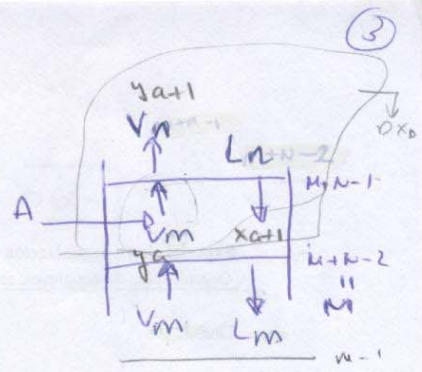 3
ya+1
Vn Ln
DxD
M+N-1
A
Vm xa+1
ya M+N-2
Vm Lm
m-1